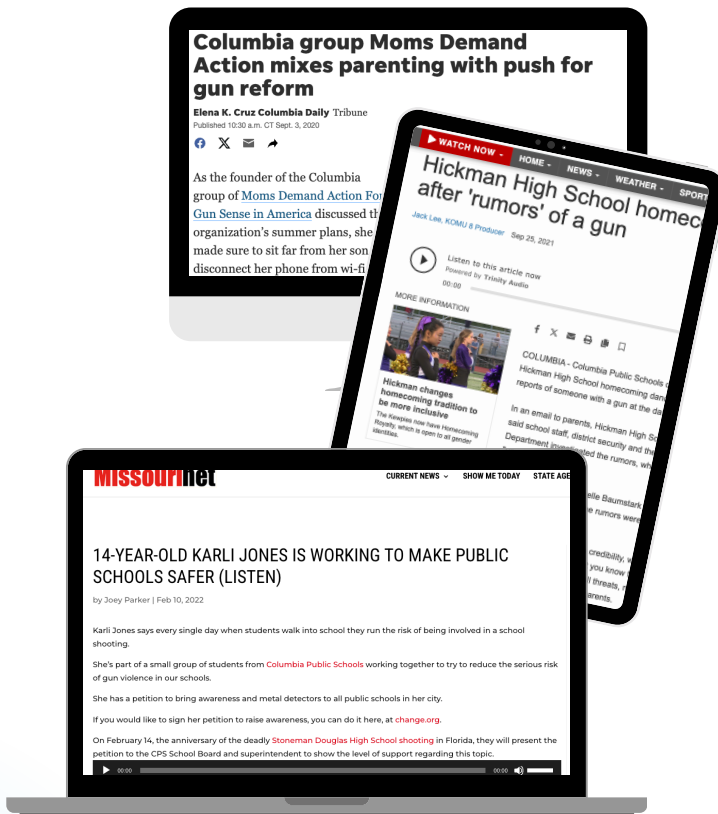 Columbia group Moms Demand
Action mixes parenting with push for
gun reform
Elena K. Cruz Columbia Daily Tribune
Published 10:30 a.m. CT Sept. 3, 2020
As the founder of the Columbia
group of Moms Demand Action For
Gun Sense in America discussed
organization's summer plans, she
made sure to sit far from her son
disconnect her phone from wi-fi
WATCH NOW
HOME
NEWS
WEATHER
SPORT
Hickman High School
after 'rumors' of a gun
Jack Lee, KOMU 8 Producer Sep 25, 2021
Listen to this article now
Powered by Trinity Audio
00:00
MORE INFORMATION
Hickman changes
homecoming tradition to
be more inclusive
The Kewpies now have Homecoming
Royalty, which is open to all gender
identities.
COLUMBIA - Columbia Public Schools
Hickman High School homecoming
reports of someone with a gun at the
In an email to parents, Hickman High
said school staff, district security and the
Department investigated the rumors,
Baumstark
rumors were
credibility,
you know
threats,
Missourinet
CURRENT NEWS SHOW ME TODAY STATE
14-YEAR-OLD KARLI JONES IS WORKING TO MAKE PUBLIC
SCHOOLS SAFER (LISTEN)
by Joey Parker | Feb 10, 2022
Karli Jones says every single day when students walk into school they run the risk of being involved in a school
shooting.
She's part of a small group of students from Columbia Public Schools working together to try to reduce the serious risk
of gun violence in our schools.
She has a petition to bring awareness and metal detectors to all public schools in her city.
If you would like to sign her petition to raise awareness, you can do it here, at change.org.
On February 14, the anniversary of the deadly Stoneman Douglas High School shooting in Florida, they will present the
petition to the CPS School Board and superintendent to show the level of support regarding this topic.
00:00 00:00